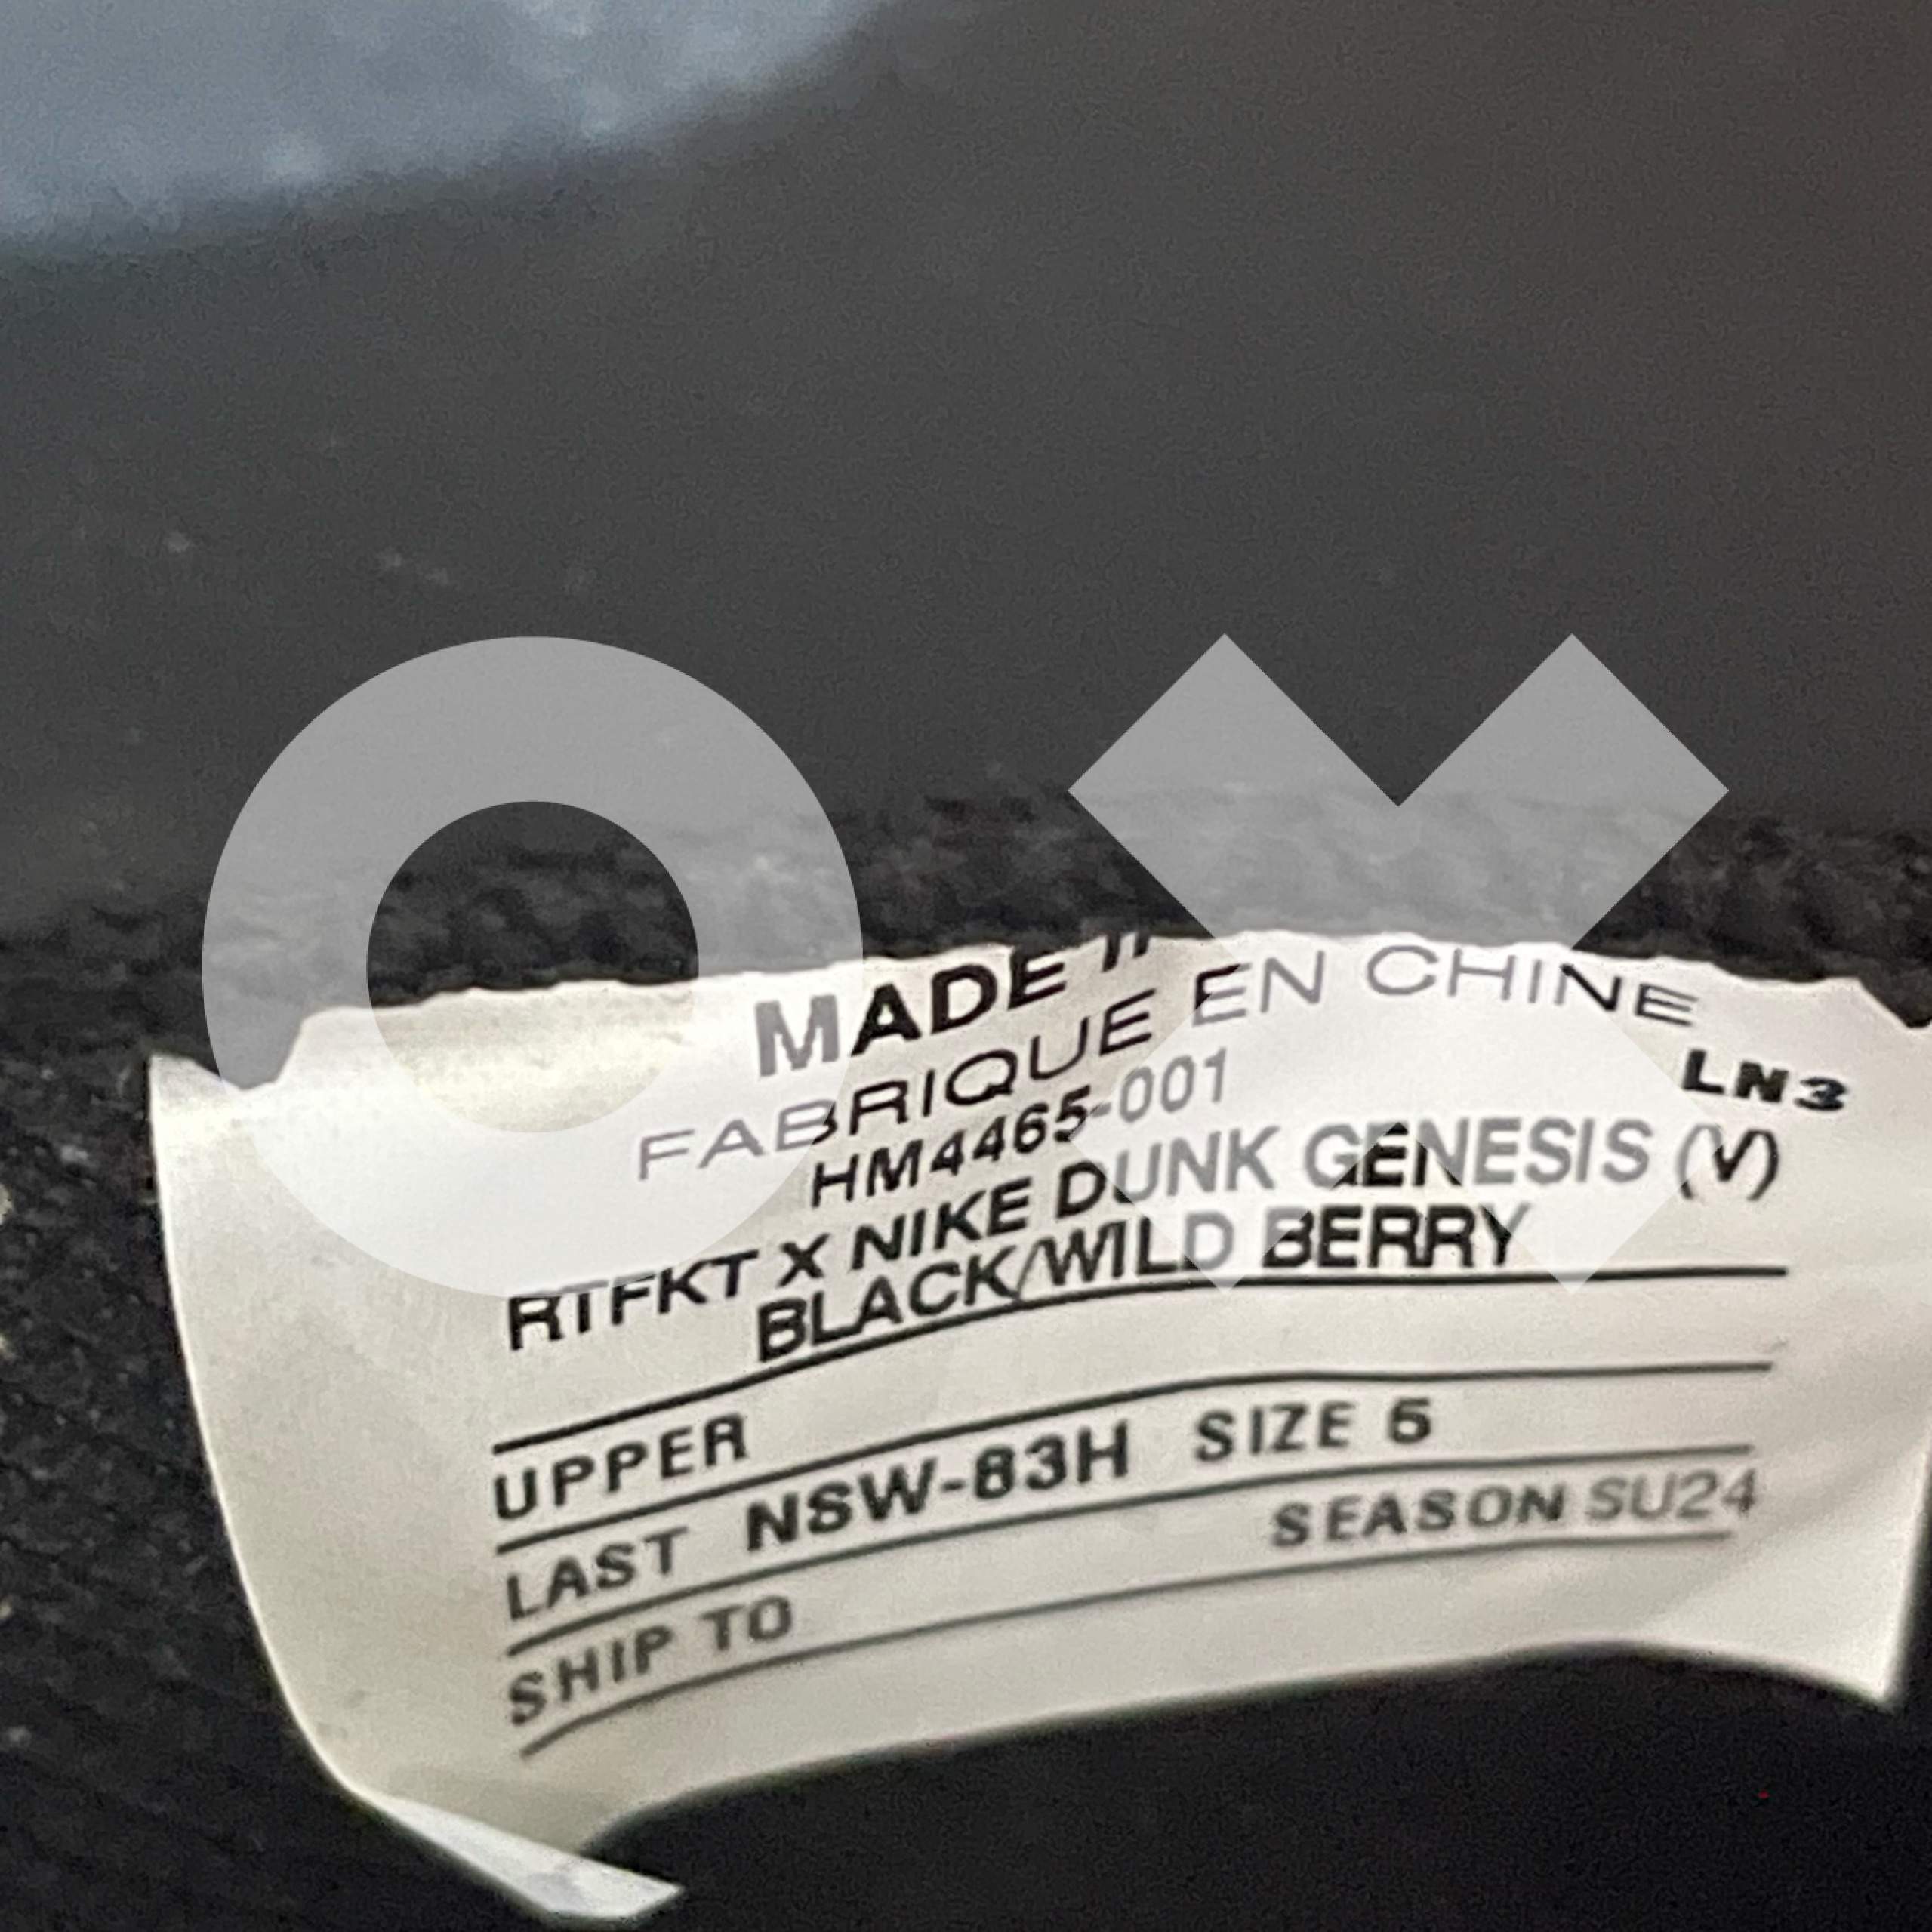 MADE
FABRIQUE EN CHINE
HM4465-001
LN3
RTFKT X NIKE DUNK GENESIS (V)
BLACK/WILD BERRY
UPPER
LAST NSW-83H SIZE 5
SEASON SU24
SHIP TO